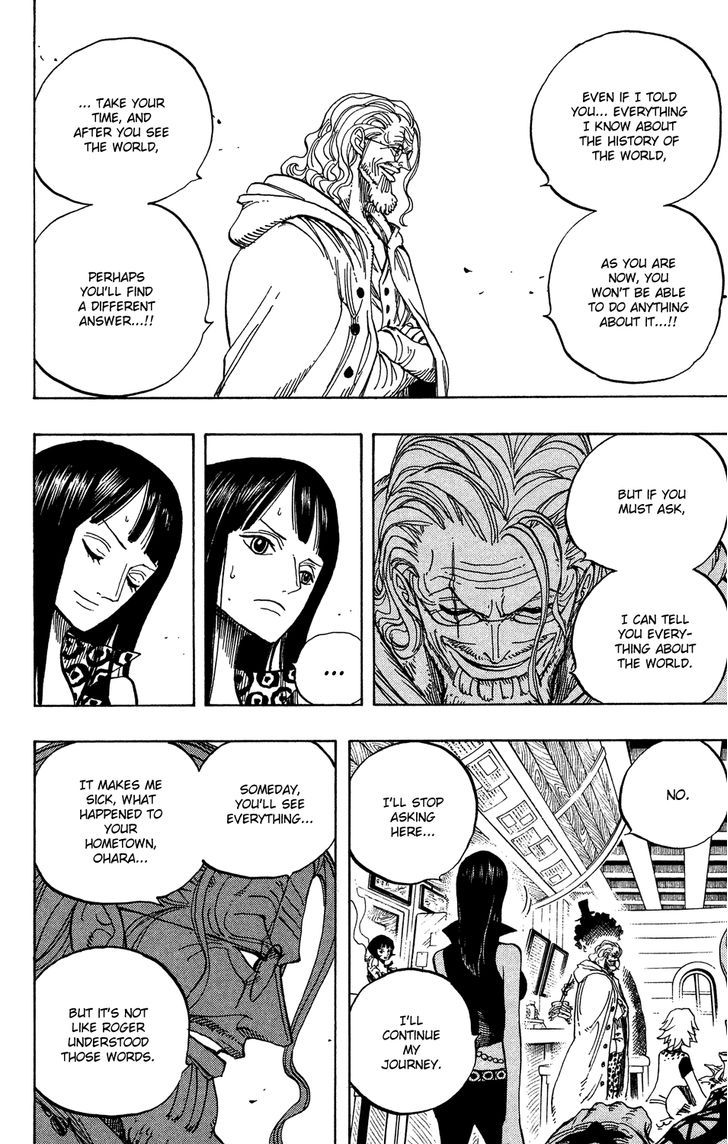 EVEN IF I TOLD
YOU... EVERYTHING
I KNOW ABOUT
THE HISTORY OF
THE WORLD,
AS YOU ARE
NOW, YOU
WON'T BE ABLE
TO DO ANYTHING
ABOUT IT...!!
... TAKE YOUR
TIME, AND
AFTER YOU SEE
THE WORLD,
PERHAPS
YOU'LL FIND
A DIFFERENT
ANSWER...!!
BUT IF YOU
MUST ASK,
I CAN TELL
YOU EVERY-
THING ABOUT
THE WORLD.
...
NO.
I'LL STOP
ASKING
HERE...
I'LL
CONTINUE
MY
JOURNEY.
SOMEDAY,
YOU'LL SEE
EVERYTHING...
IT MAKES ME
SICK, WHAT
HAPPENED TO
YOUR
HOMETOWN,
OHARA...
BUT IT'S NOT
LIKE ROGER
UNDERSTOOD
THOSE WORDS.